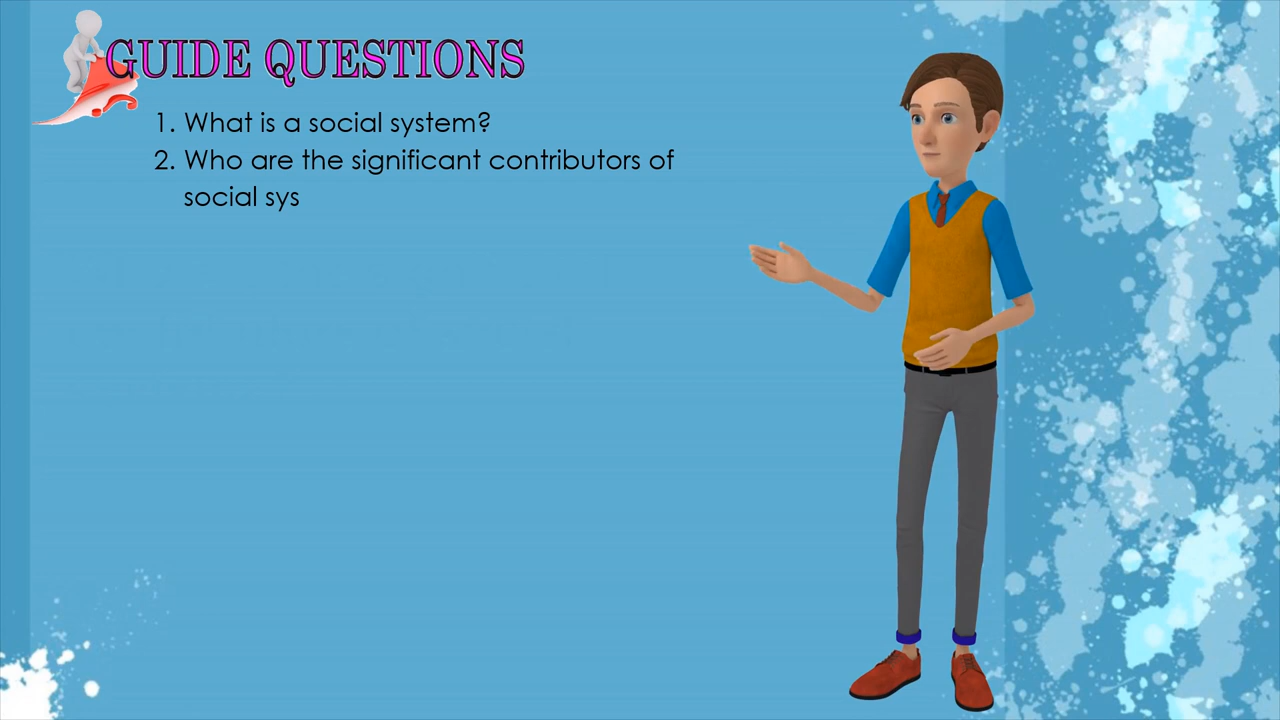 GUIDE QUESTIONS
1. What is a social system?
2. Who are the significant contributors of
social sys